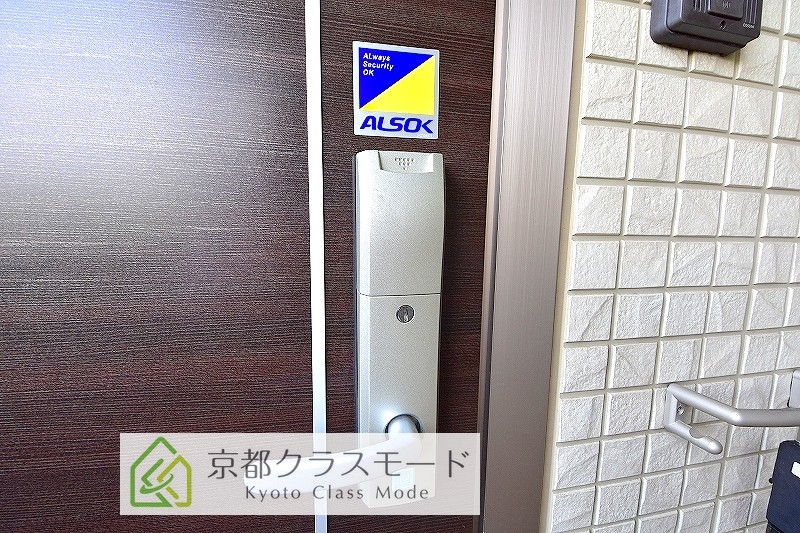 ALways
Security
OK
ALSOK
京都クラスモード
Kyoto Class Mode